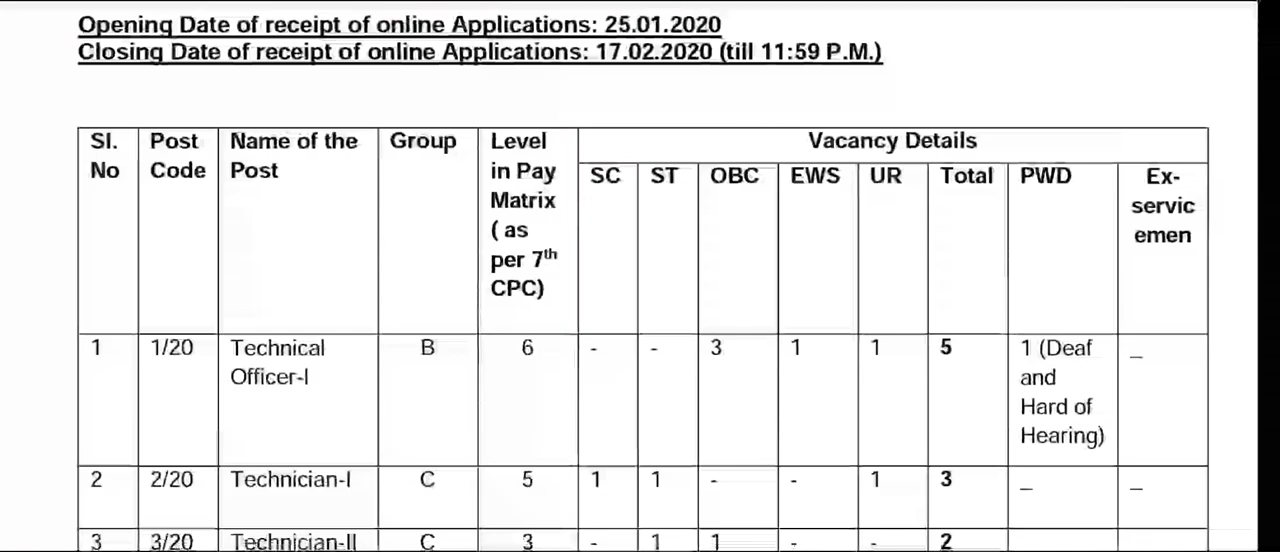 Opening Date of receipt of online Applications: 25.01.2020
Closing Date of receipt of online Applications: 17.02.2020 (till 11:59 P.M.)
Sl. No | Post Code | Name of the Post | Group | Level in Pay Matrix ( as per 7th CPC) | Vacancy Details
SC | ST | OBC | EWS | UR | Total | PWD | Ex-servicemen
1 | 1/20 | Technical Officer-I | B | 6 | - | - | 3 | 1 | 1 | 5 | 1 (Deaf and Hard of Hearing) | _
2 | 2/20 | Technician-I | C | 5 | 1 | 1 | - | - | 1 | 3 | _ | _
3 | 3/20 | Technician-II | C | 3 | - | 1 | 1 | - | - | 2